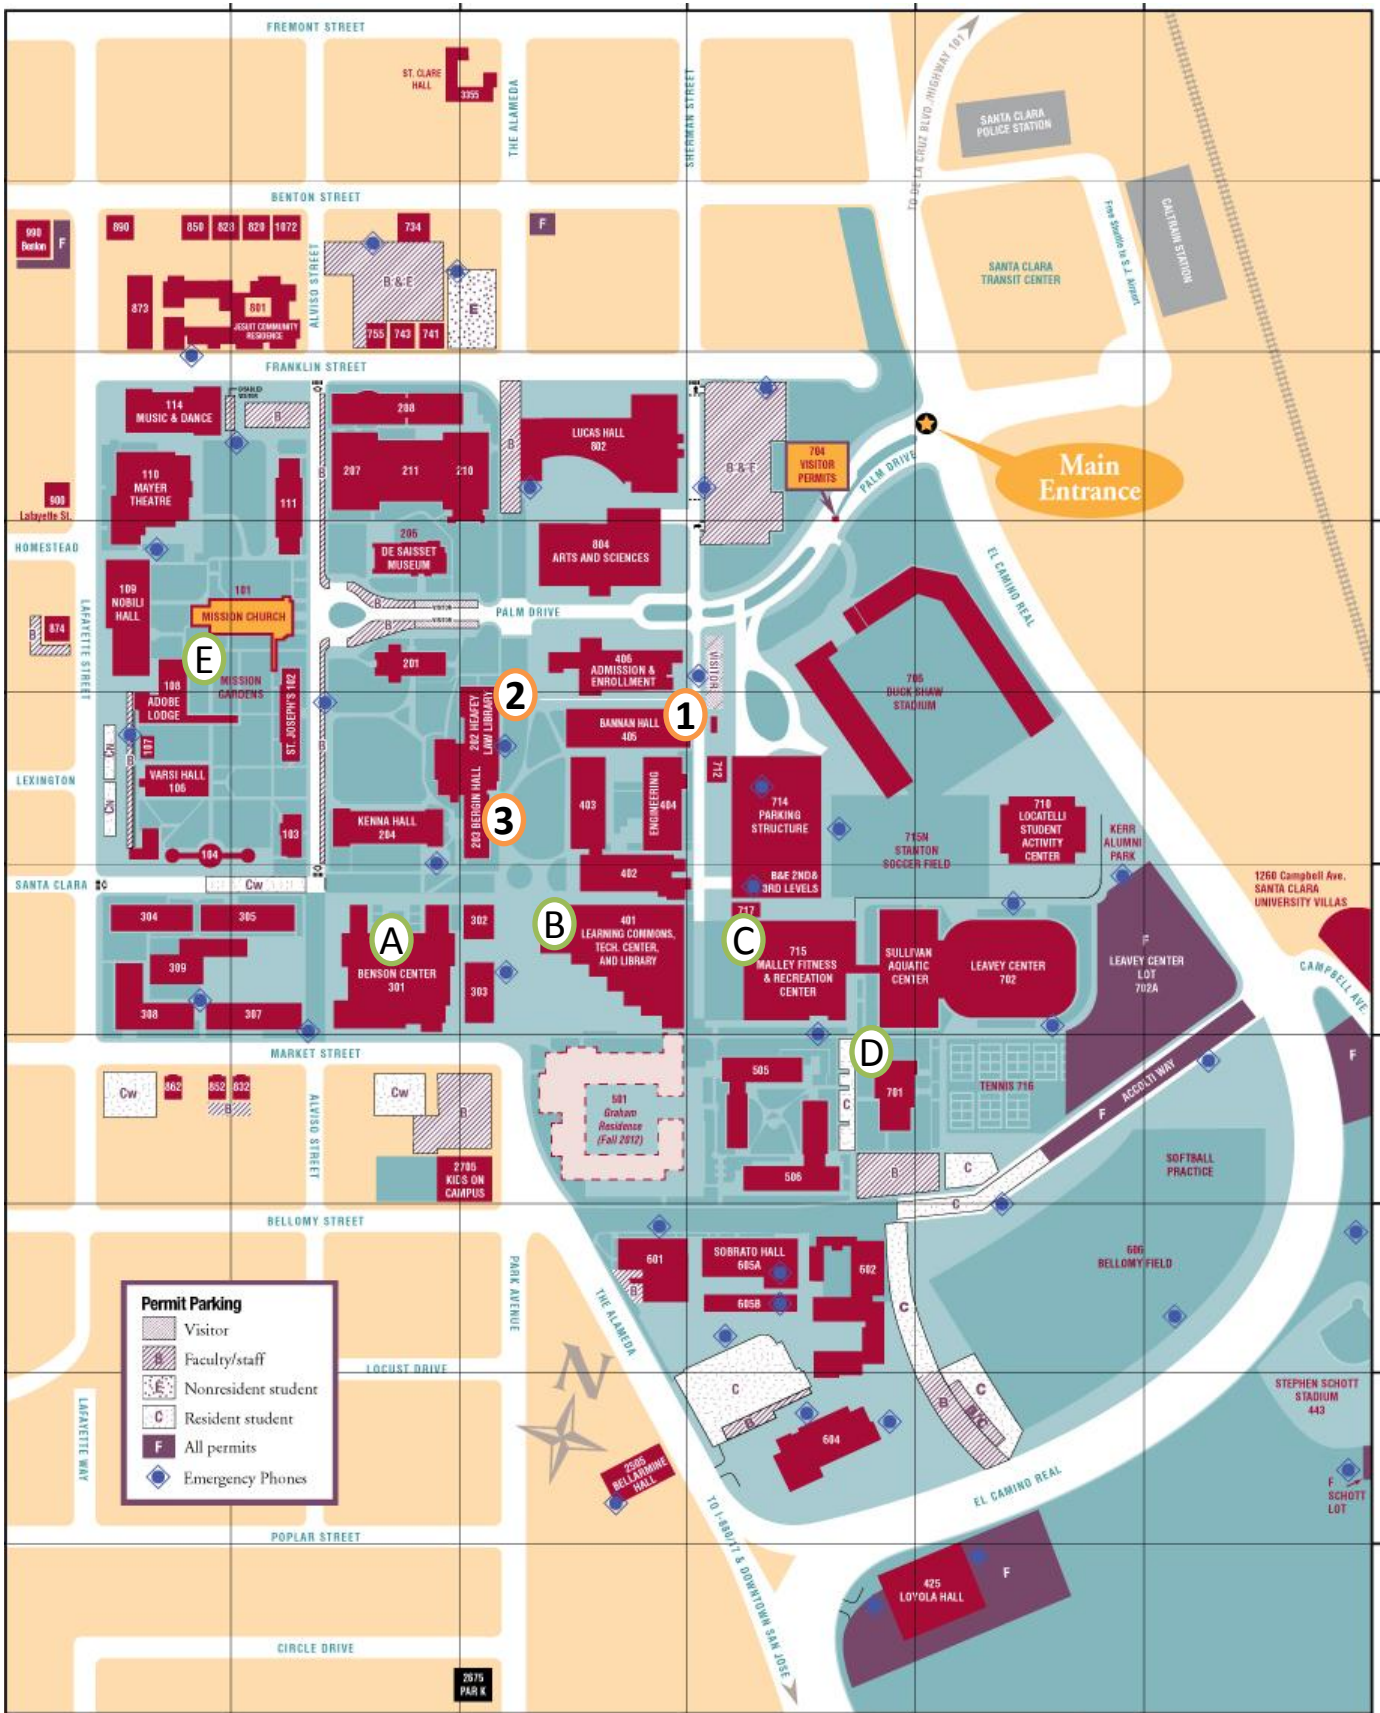 FREMONT STREET
ST. CLARE
HALL
3355
THE ALAMEDA
SHERMAN STREET
TO DE LA CRUZ BLVD./HIGHWAY 101
SANTA CLARA
POLICE STATION
CALTRAIN STATION
Free Shuttle to S.J. Airport
SANTA CLARA
TRANSIT CENTER
BENTON STREET
990
Benton
F
890
850
828
820
1072
ALVISO STREET
734
B & E
F
E
873
801
JESUIT COMMUNITY
RESIDENCE
755
743
741
FRANKLIN STREET
114
MUSIC & DANCE
B
208
B
LUCAS HALL
802
B & E
704
VISITOR
PERMITS
PALM DRIVE
Main
Entrance
110
MAYER
THEATRE
111
B
207
211
210
900
Lafayette St.
HOMESTEAD
206
DE SAISSET
MUSEUM
804
ARTS AND SCIENCES
EL CAMINO REAL
109
NOBILI
HALL
101
MISSION CHURCH
B
VISITOR
VISITOR
B
PALM DRIVE
874
B
LAFAYETTE STREET
E
MISSION
GARDENS
108
ADOBE
LODGE
ST. JOSEPH'S 102
201
406
ADMISSION &
ENROLLMENT
VISITOR
706
BUCK SHAW
STADIUM
2
1
202 HEAFEY
LAW LIBRARY
BANNAN HALL
405
CN
B
107
B
LEXINGTON
VARSI HALL
106
CN
203 BERGIN HALL
3
403
ENGINEERING
404
712
714
PARKING
STRUCTURE
710
LOCATELLI
STUDENT
ACTIVITY
CENTER
KERR
ALUMNI
PARK
715N
STANTON
SOCCER FIELD
KENNA HALL
204
103
104
402
B&E 2ND &
3RD LEVELS
SANTA CLARA
Cw
1260 Campbell Ave.
SANTA CLARA
UNIVERSITY VILLAS
304
305
302
B
401
LEARNING COMMONS,
TECH. CENTER,
AND LIBRARY
717
C
715
MALLEY FITNESS
& RECREATION
CENTER
SULLIVAN
AQUATIC
CENTER
LEAVEY CENTER
702
F
LEAVEY CENTER
LOT
702A
CAMPBELL AVE.
A
BENSON CENTER
301
309
303
308
307
MARKET STREET
D
505
701
C
TENNIS 716
ACCOLTI WAY
F
F
Cw
862
852
832
B
ALVISO STREET
Cw
B
501
Graham
Residence
(Fall 2012)
506
B
C
C
SOFTBALL
PRACTICE
2705
KIDS ON
CAMPUS
BELLOMY STREET
601
B
SOBRATO HALL
605A
605B
602
C
606
BELLOMY FIELD
PARK AVENUE
THE ALAMEDA
Permit Parking
Visitor
B
Faculty/staff
E
Nonresident student
C
Resident student
F
All permits
Emergency Phones
LOCUST DRIVE
LAFAYETTE WAY
N
C
B
C
B
B/C
604
STEPHEN SCHOTT
STADIUM
443
F
SCHOTT
LOT
2505
BELLARMINE
HALL
EL CAMINO REAL
POPLAR STREET
TO I-880/17 & DOWNTOWN SAN JOSE
425
LOYOLA HALL
F
CIRCLE DRIVE
2675
PARK